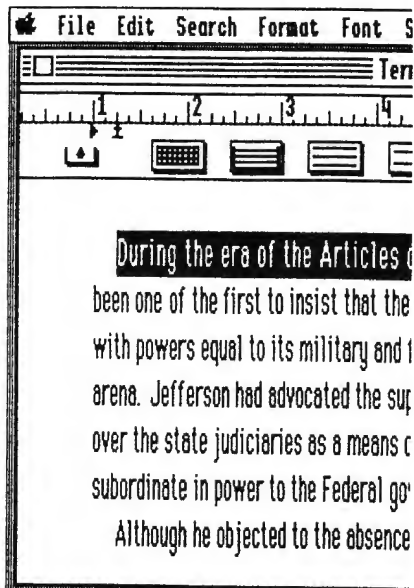 File Edit Search Format Font S
Term
1 2 3 4
During the era of the Articles o
been one of the first to insist that the
with powers equal to its military and f
arena. Jefferson had advocated the sup
over the state judiciaries as a means o
subordinate in power to the Federal gov
Although he objected to the absence